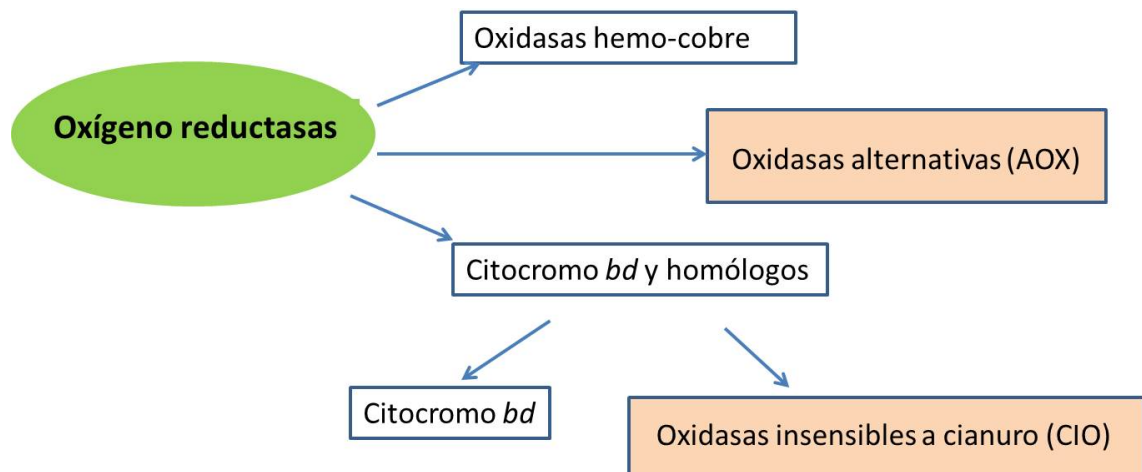 Oxidasas hemo-cobre
Oxígeno reductasas
Oxidasas alternativas (AOX)
Citocromo bd y homólogos
Citocromo bd
Oxidasas insensibles a cianuro (CIO)